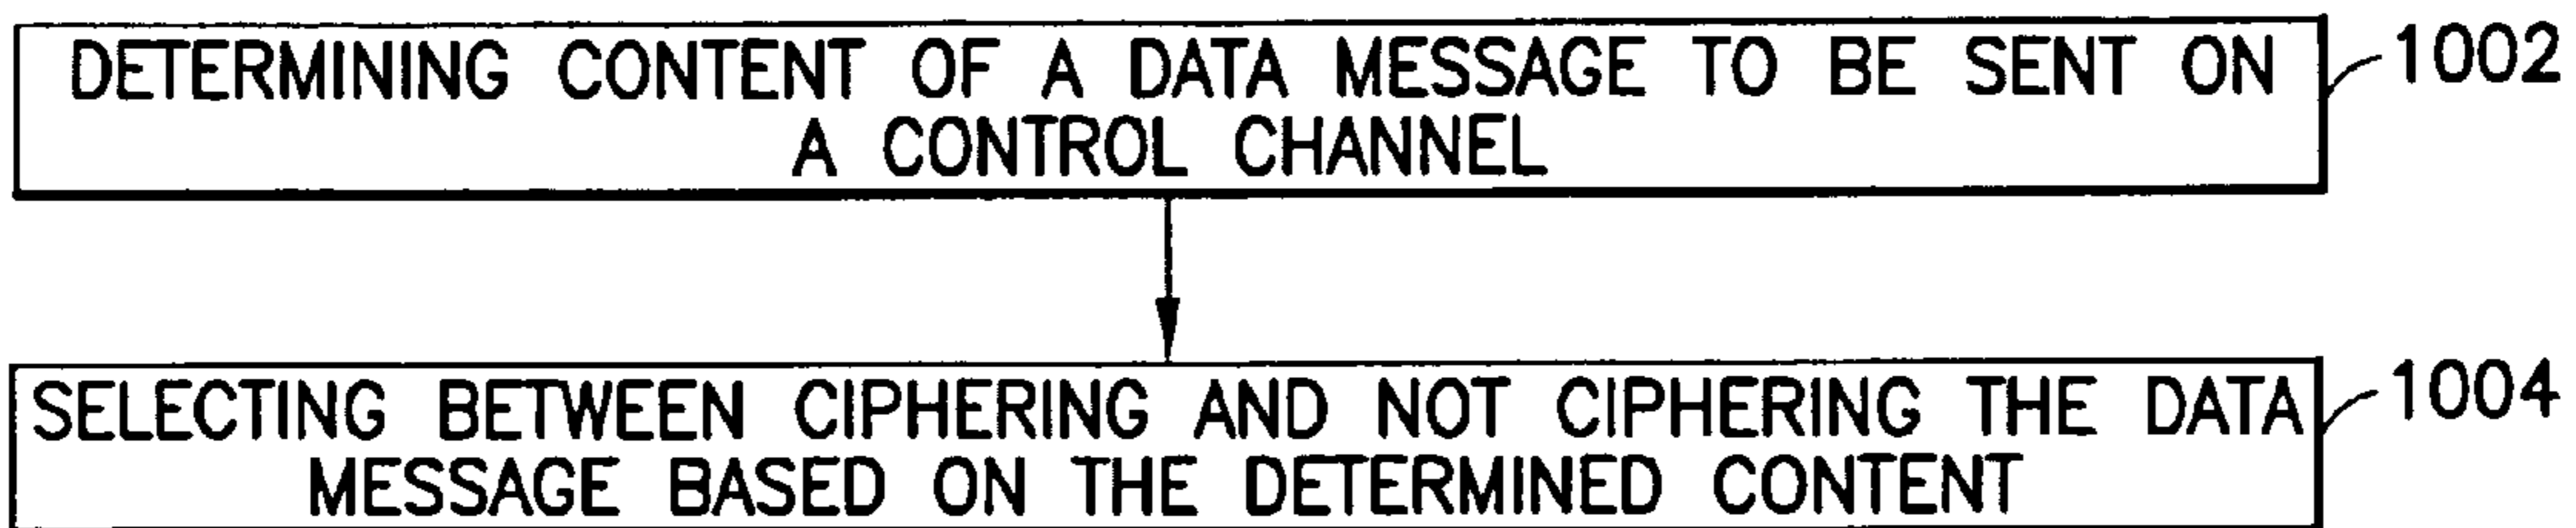 DETERMINING CONTENT OF A DATA MESSAGE TO BE SENT ON
A CONTROL CHANNEL
1002
SELECTING BETWEEN CIPHERING AND NOT CIPHERING THE DATA
MESSAGE BASED ON THE DETERMINED CONTENT
1004